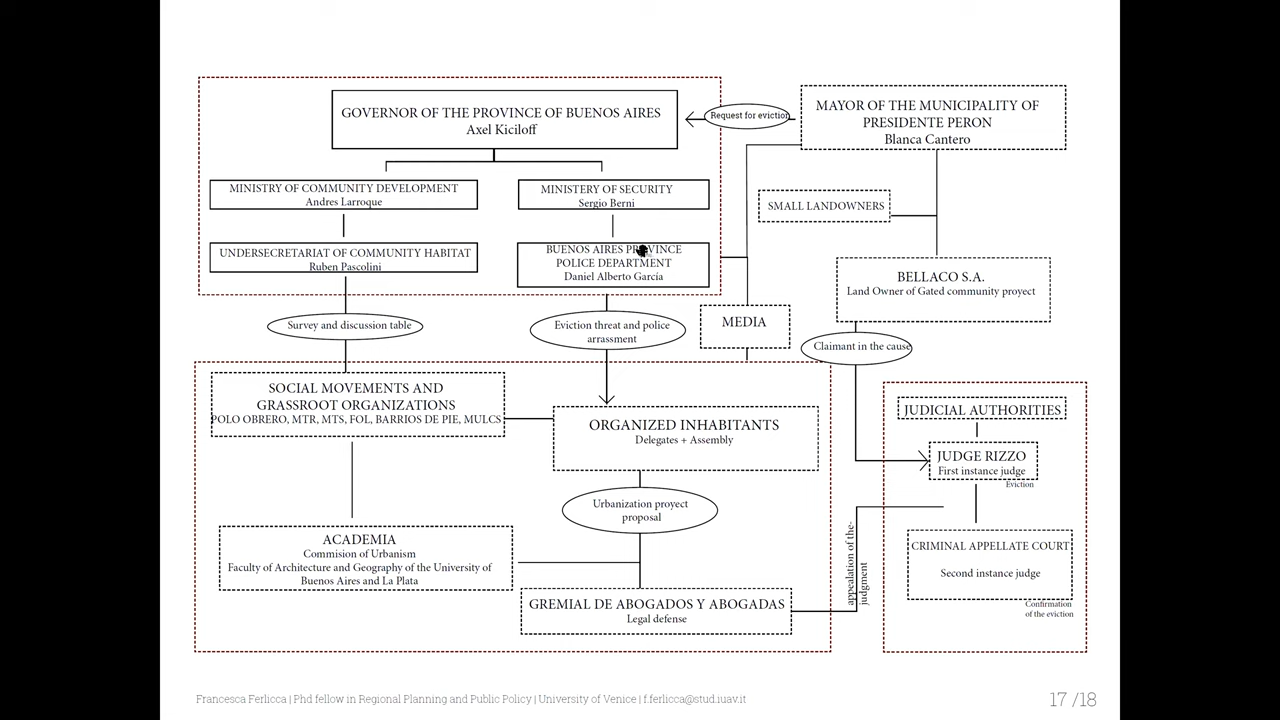 GOVERNOR OF THE PROVINCE OF BUENOS AIRES
Axel Kiciloff
Request for eviction
MAYOR OF THE MUNICIPALITY OF
PRESIDENTE PERON
Blanca Cantero
MINISTRY OF COMMUNITY DEVELOPMENT
Andres Larroque
MINISTERY OF SECURITY
Sergio Berni
SMALL LANDOWNERS
UNDERSECRETARIAT OF COMMUNITY HABITAT
Ruben Pascolini
BUENOS AIRES PROVINCE
POLICE DEPARTMENT
Daniel Alberto García
BELLACO S.A.
Land Owner of Gated community proyect
Survey and discussion table
Eviction threat and police
arrassment
MEDIA
Claimant in the cause
SOCIAL MOVEMENTS AND
GRASSROOT ORGANIZATIONS
POLO OBRERO, MTR, MTS, FOL, BARRIOS DE PIE, MULCS
ORGANIZED INHABITANTS
Delegates + Assembly
JUDICIAL AUTHORITIES
JUDGE RIZZO
First instance judge
Eviction
Urbanization proyect
proposal
ACADEMIA
Commision of Urbanism
Faculty of Architecture and Geography of the University of
Buenos Aires and La Plata
appealation of the-
judgment
CRIMINAL APPELLATE COURT
Second instance judge
Confirmation
of the eviction
GREMIAL DE ABOGADOS Y ABOGADAS
Legal defense
Francesca Ferlicca | Phd fellow in Regional Planning and Public Policy | University of Venice | f.ferlicca@stud.iuav.it
17 /18